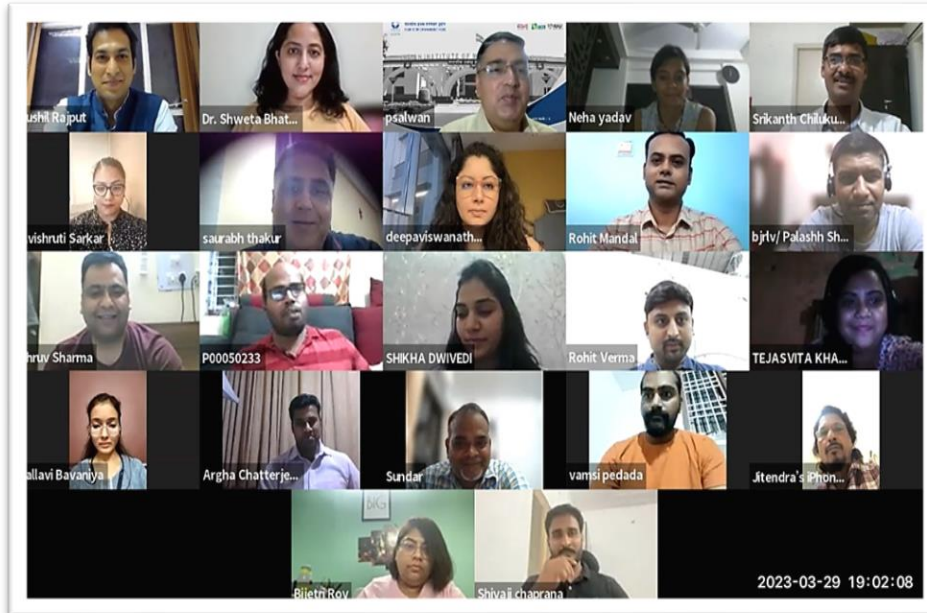 ushil Rajput
Dr. Shweta Bhat...
psalwan
Neha yadav
Srikanth Chiluku...
vishruti Sarkar
saurabh thakur
deepaviswanath...
Rohit Mandal
bjrlv/ Palashh Sh...
hruv Sharma
P00050233
SHIKHA DWIVEDI
Rohit Verma
TEJASVITA KHA...
allavi Bavaniya
Argha Chatterje...
Sundar
vamsi pedada
Jitendra's iPhon...
BIG
Bijetri Roy
Shivaji chaprana
2023-03-29 19:02:08